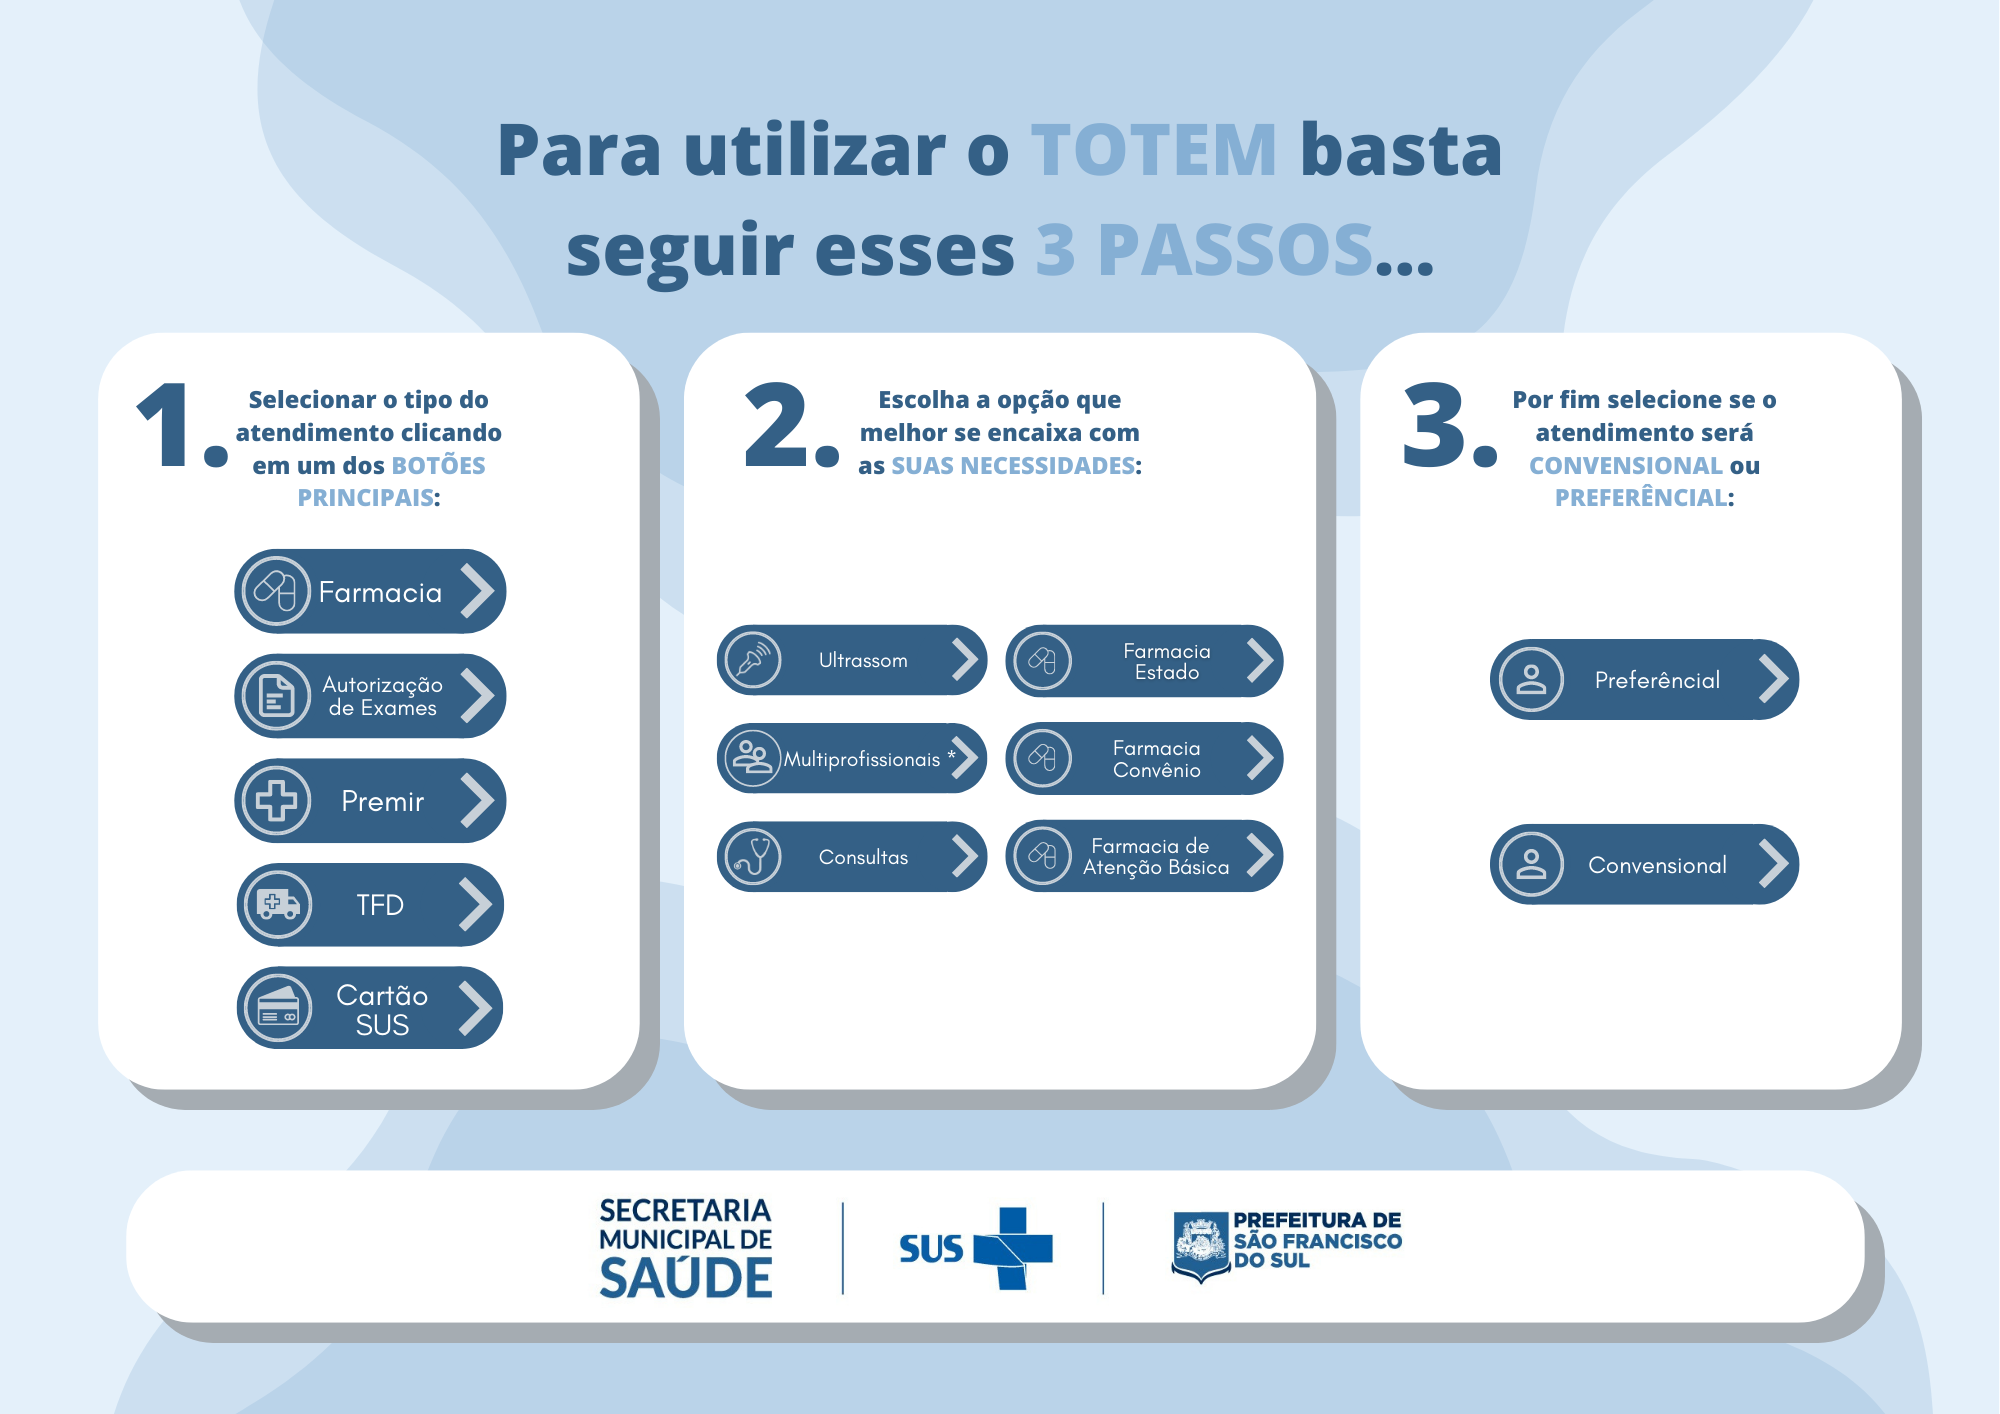 Para utilizar o TOTEM basta
seguir esses 3 PASSOS...
1.
Selecionar o tipo do
atendimento clicando
em um dos BOTÕES
PRINCIPAIS:
Farmacia
Autorização
de Exames
Premir
TFD
Cartão
SUS
2.
Escolha a opção que
melhor se encaixa com
as SUAS NECESSIDADES:
Ultrassom
Multiprofissionais *
Consultas
Farmacia
Estado
Farmacia
Convênio
Farmacia de
Atenção Básica
3.
Por fim selecione se o
atendimento será
CONVENSIONAL ou
PREFERÊNCIAL:
Preferêncial
Convensional
SECRETARIA
MUNICIPAL DE
SAÚDE
SUS
PREFEITURA DE
SÃO FRANCISCO
DO SUL